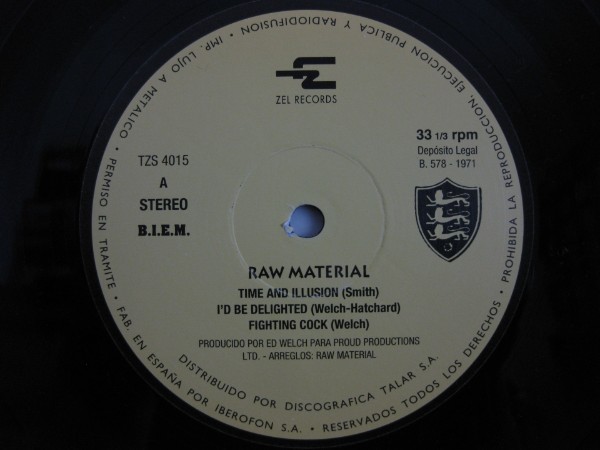 ZEL RECORDS
TZS 4015
A
STEREO
B.I.E.M.
33 1/3 rpm
Depósito Legal
B. 578 - 1971
RAW MATERIAL
TIME AND ILLUSION (Smith)
I'D BE DELIGHTED (Welch-Hatchard)
FIGHTING COCK (Welch)
PRODUCIDO POR ED WELCH PARA PROUD PRODUCTIONS
LTD. - ARREGLOS: RAW MATERIAL
DISTRIBUIDO POR DISCOGRAFICA TALAR S.A.
IMP. LUJO A METALICO • PERMISO EN TRAMITE • FAB. EN ESPAÑA BY IBEROFON S.A. • RESERVADOS TODOS LOS DERECHOS • PROHIBIDA LA REPRODUCCION, EJECUCION PUBLICA Y RADIODIFUSION •